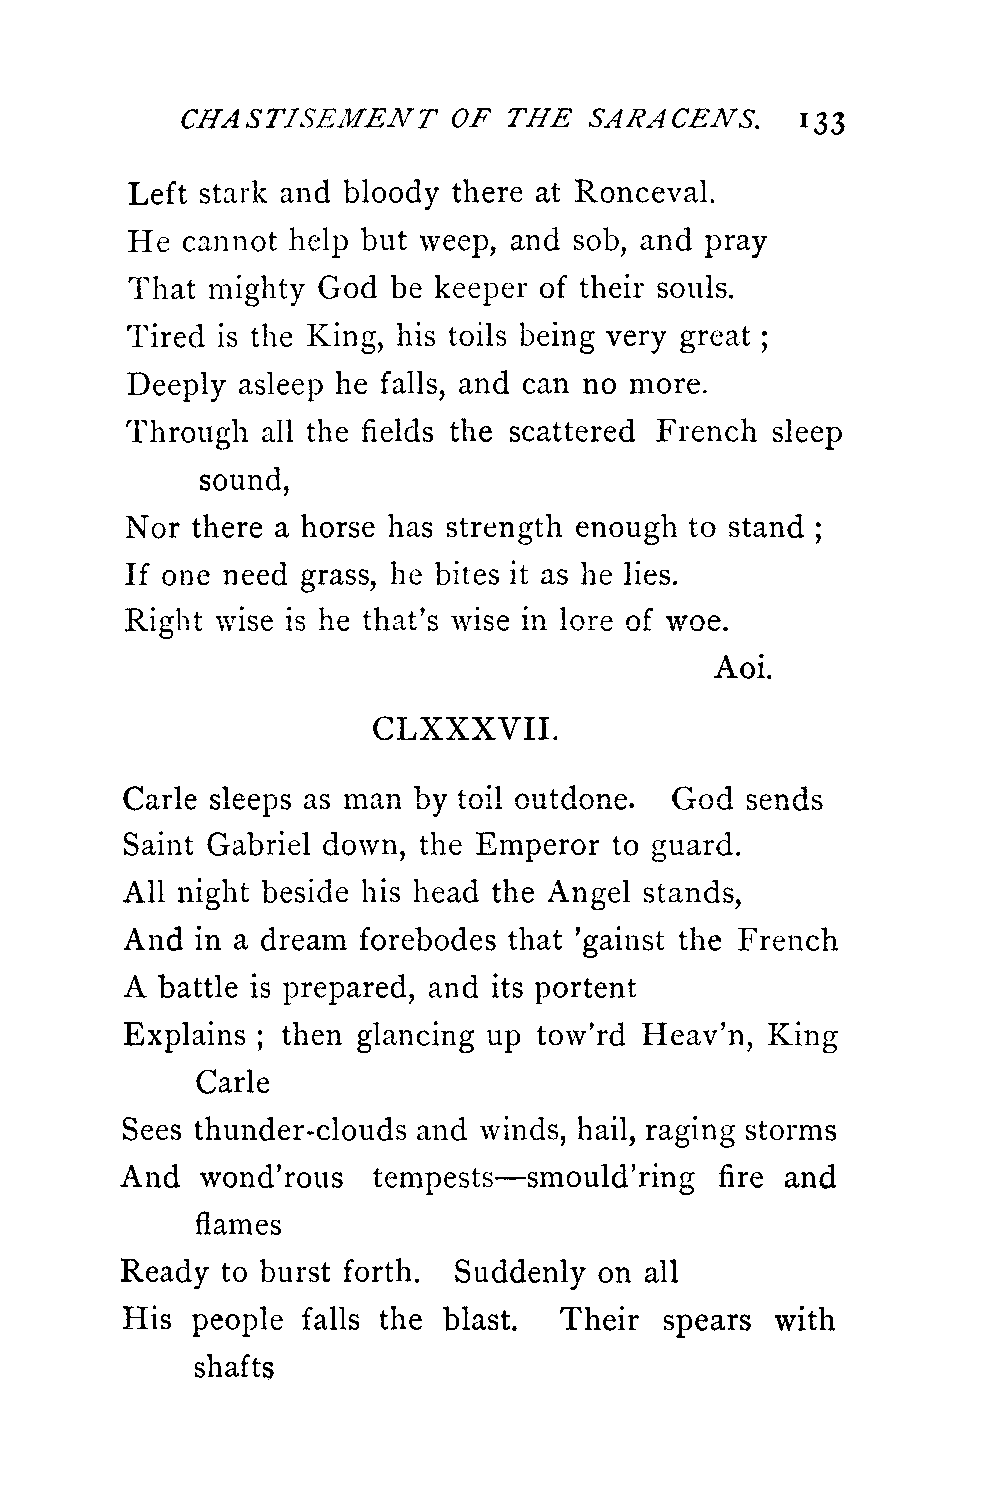 CHASTISEMENT OF THE SARACENS. 133
Left stark and bloody there at Ronceval.
He cannot help but weep, and sob, and pray
That mighty God be keeper of their souls.
Tired is the King, his toils being very great ;
Deeply asleep he falls, and can no more.
Through all the fields the scattered French sleep
sound,
Nor there a horse has strength enough to stand ;
If one need grass, he bites it as he lies.
Right wise is he that's wise in lore of woe.
Aoi.
CLXXXVII.
Carle sleeps as man by toil outdone. God sends
Saint Gabriel down, the Emperor to guard.
All night beside his head the Angel stands,
And in a dream forebodes that 'gainst the French
A battle is prepared, and its portent
Explains ; then glancing up tow'rd Heav'n, King
Carle
Sees thunder-clouds and winds, hail, raging storms
And wond'rous tempests—smould'ring fire and
flames
Ready to burst forth. Suddenly on all
His people falls the blast. Their spears with
shafts